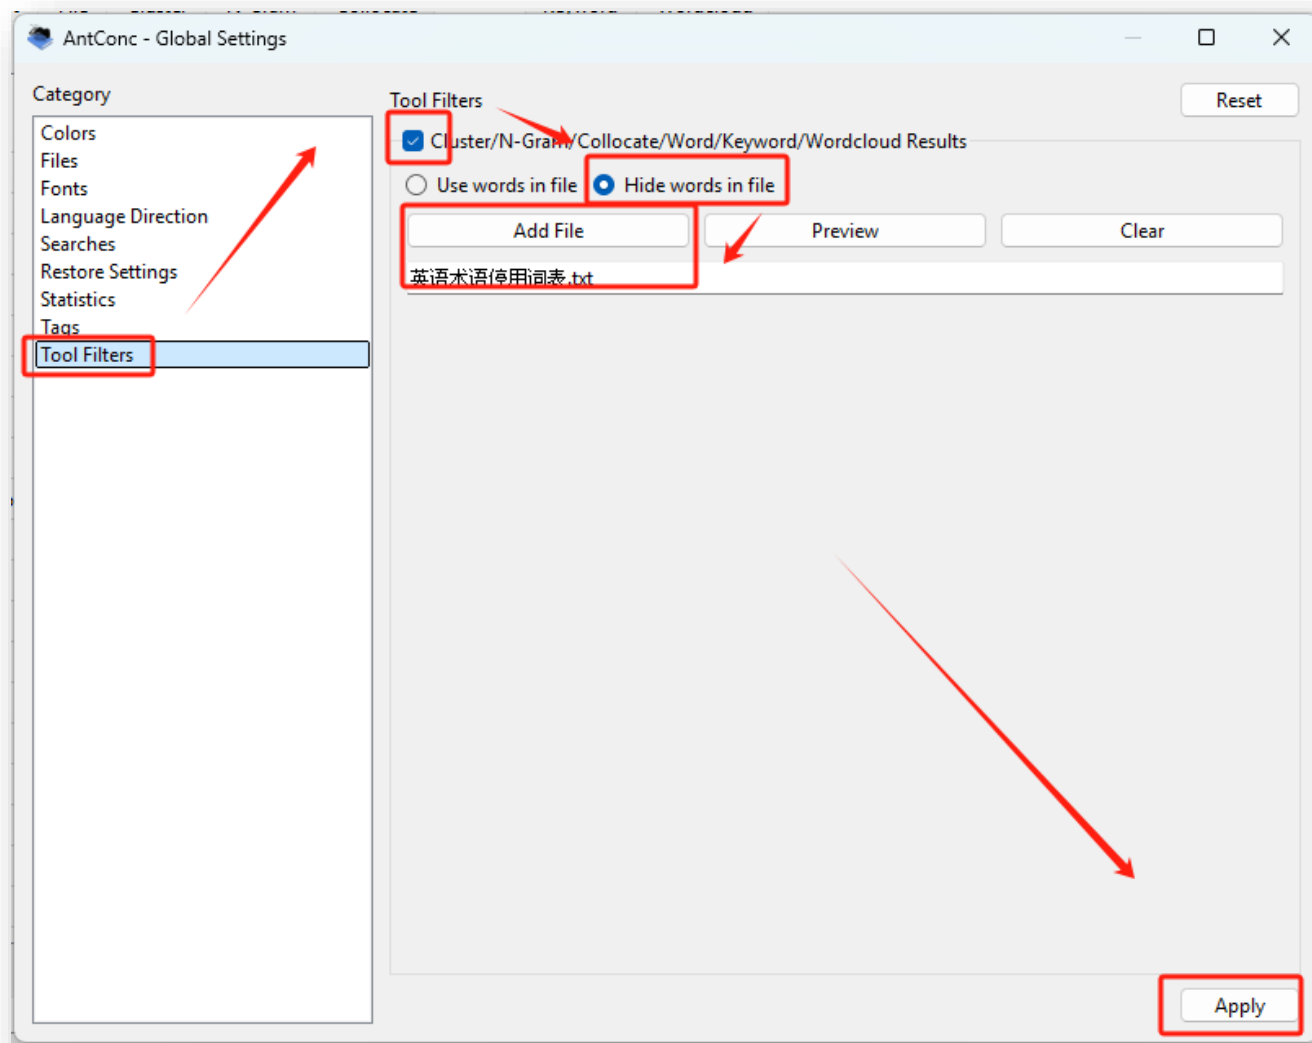 AntConc - Global Settings
Category
Colors
Files
Fonts
Language Direction
Searches
Restore Settings
Statistics
Tags
Tool Filters
Tool Filters
Reset
Cluster/N-Gram/Collocate/Word/Keyword/Wordcloud Results
Use words in file
Hide words in file
Add File
Preview
Clear
英语术语停用词表.txt
Apply